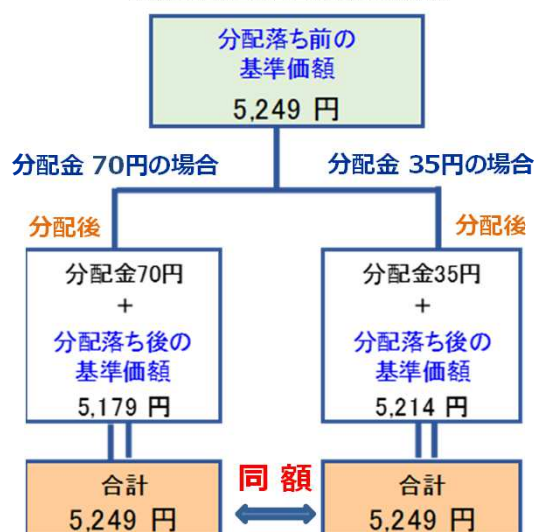 分配落ち前の
基準価額
5,249 円
分配金 70円の場合
分配金 35円の場合
分配後
分配後
分配金70円
+
分配落ち後の
基準価額
5,179 円
分配金35円
+
分配落ち後の
基準価額
5,214 円
合計
5,249 円
同 額
合計
5,249 円